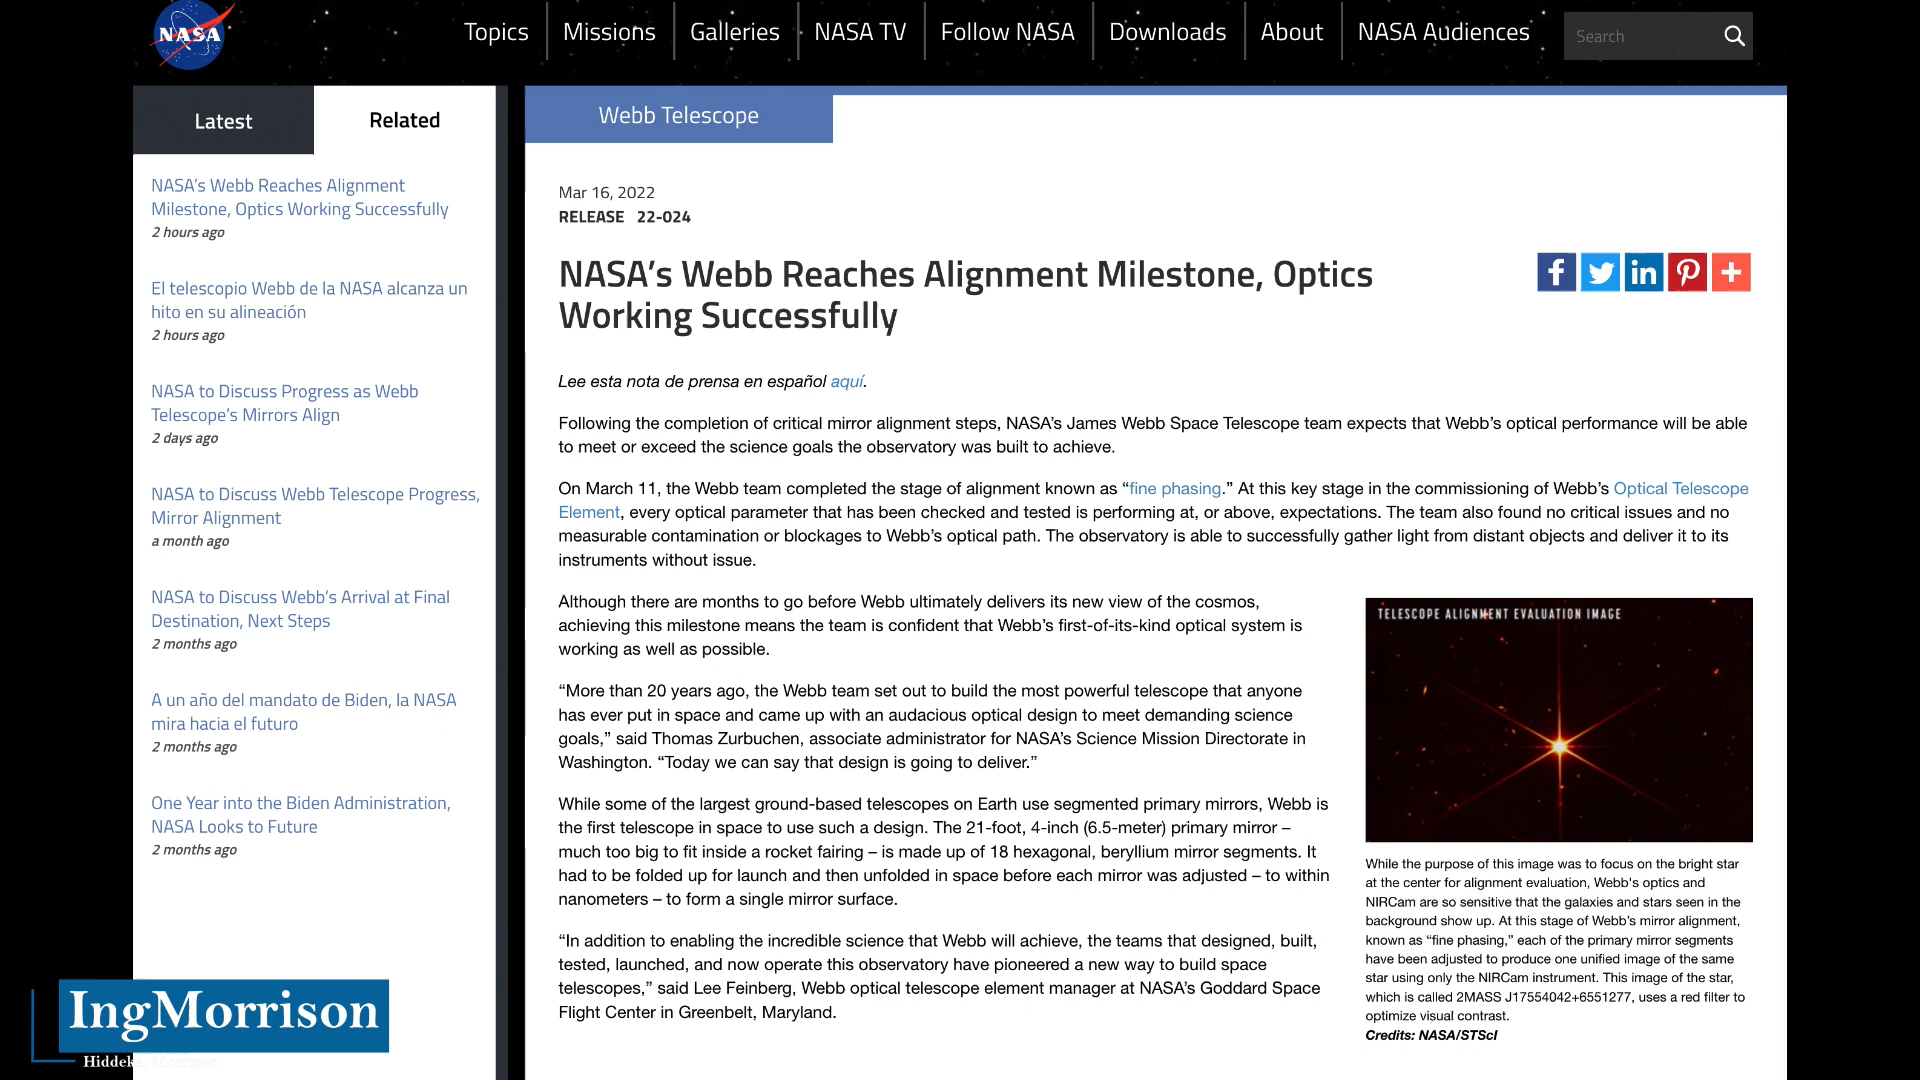 NASA
Topics
Missions
Galleries
NASA TV
Follow NASA
Downloads
About
NASA Audiences
Search
Latest
Related
NASA's Webb Reaches Alignment
Milestone, Optics Working Successfully
2 hours ago
El telescopio Webb de la NASA alcanza un
hito en su alineación
2 hours ago
NASA to Discuss Progress as Webb
Telescope's Mirrors Align
2 days ago
NASA to Discuss Webb Telescope Progress,
Mirror Alignment
a month ago
NASA to Discuss Webb's Arrival at Final
Destination, Next Steps
2 months ago
A un año del mandato de Biden, la NASA
mira hacia el futuro
2 months ago
One Year into the Biden Administration,
NASA Looks to Future
2 months ago
Webb Telescope
Mar 16, 2022
RELEASE 22-024
NASA's Webb Reaches Alignment Milestone, Optics
Working Successfully
Lee esta nota de prensa en español aquí.
Following the completion of critical mirror alignment steps, NASA's James Webb Space Telescope team expects that Webb's optical performance will be able
to meet or exceed the science goals the observatory was built to achieve.
On March 11, the Webb team completed the stage of alignment known as “fine phasing.” At this key stage in the commissioning of Webb's Optical Telescope
Element, every optical parameter that has been checked and tested is performing at, or above, expectations. The team also found no critical issues and no
measurable contamination or blockages to Webb's optical path. The observatory is able to successfully gather light from distant objects and deliver it to its
instruments without issue.
Although there are months to go before Webb ultimately delivers its new view of the cosmos,
achieving this milestone means the team is confident that Webb's first-of-its-kind optical system is
working as well as possible.
“More than 20 years ago, the Webb team set out to build the most powerful telescope that anyone
has ever put in space and came up with an audacious optical design to meet demanding science
goals,” said Thomas Zurbuchen, associate administrator for NASA's Science Mission Directorate in
Washington. “Today we can say that design is going to deliver.”
While some of the largest ground-based telescopes on Earth use segmented primary mirrors, Webb is
the first telescope in space to use such a design. The 21-foot, 4-inch (6.5-meter) primary mirror –
much too big to fit inside a rocket fairing – is made up of 18 hexagonal, beryllium mirror segments. It
had to be folded up for launch and then unfolded in space before each mirror was adjusted – to within
nanometers – to form a single mirror surface.
“In addition to enabling the incredible science that Webb will achieve, the teams that designed, built,
tested, launched, and now operate this observatory have pioneered a new way to build space
telescopes,” said Lee Feinberg, Webb optical telescope element manager at NASA's Goddard Space
Flight Center in Greenbelt, Maryland.
TELESCOPE ALIGNMENT EVALUATION IMAGE
While the purpose of this image was to focus on the bright star
at the center for alignment evaluation, Webb's optics and
NIRCam are so sensitive that the galaxies and stars seen in the
background show up. At this stage of Webb's mirror alignment,
known as “fine phasing,” each of the primary mirror segments
have been adjusted to produce one unified image of the same
star using only the NIRCam instrument. This image of the star,
which is called 2MASS J17554042+6551277, uses a red filter to
optimize visual contrast.
Credits: NASA/STScI
IngMorrison